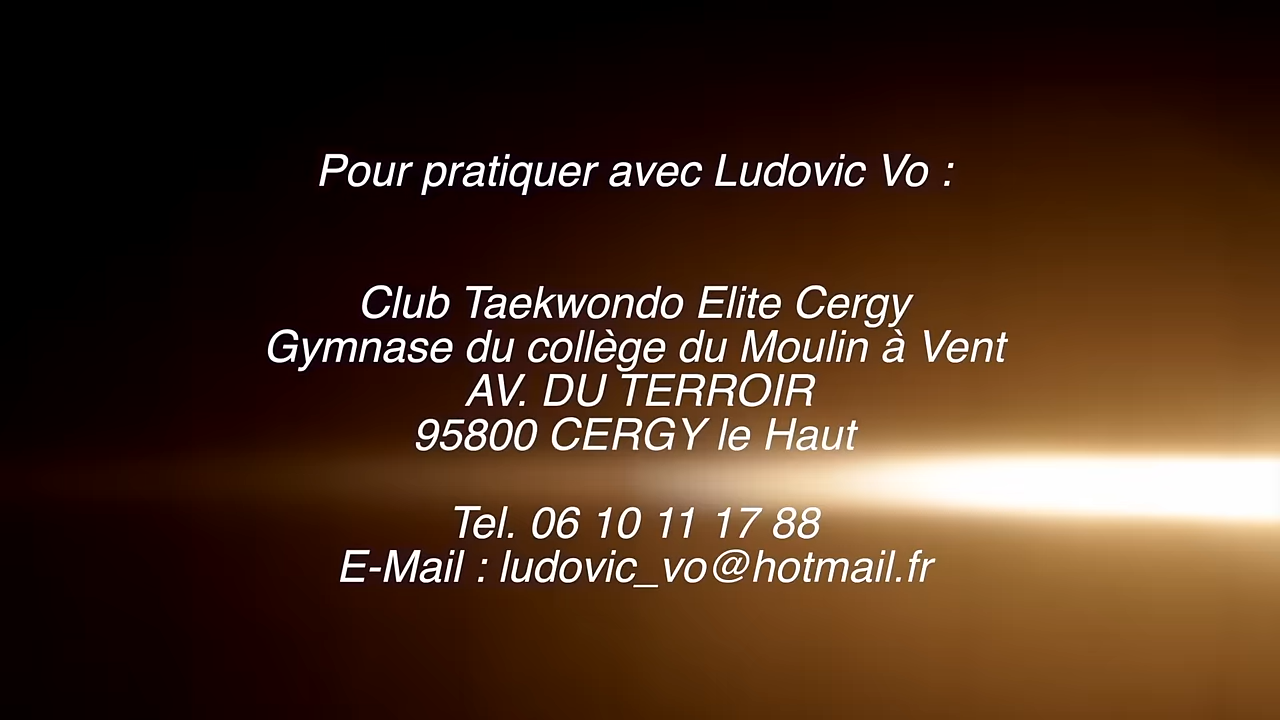 Pour pratiquer avec Ludovic Vo :
Club Taekwondo Elite Cergy
Gymnase du collège du Moulin à Vent
AV. DU TERROIR
95800 CERGY le Haut
Tel. 06 10 11 17 88
E-Mail : ludovic_vo@hotmail.fr